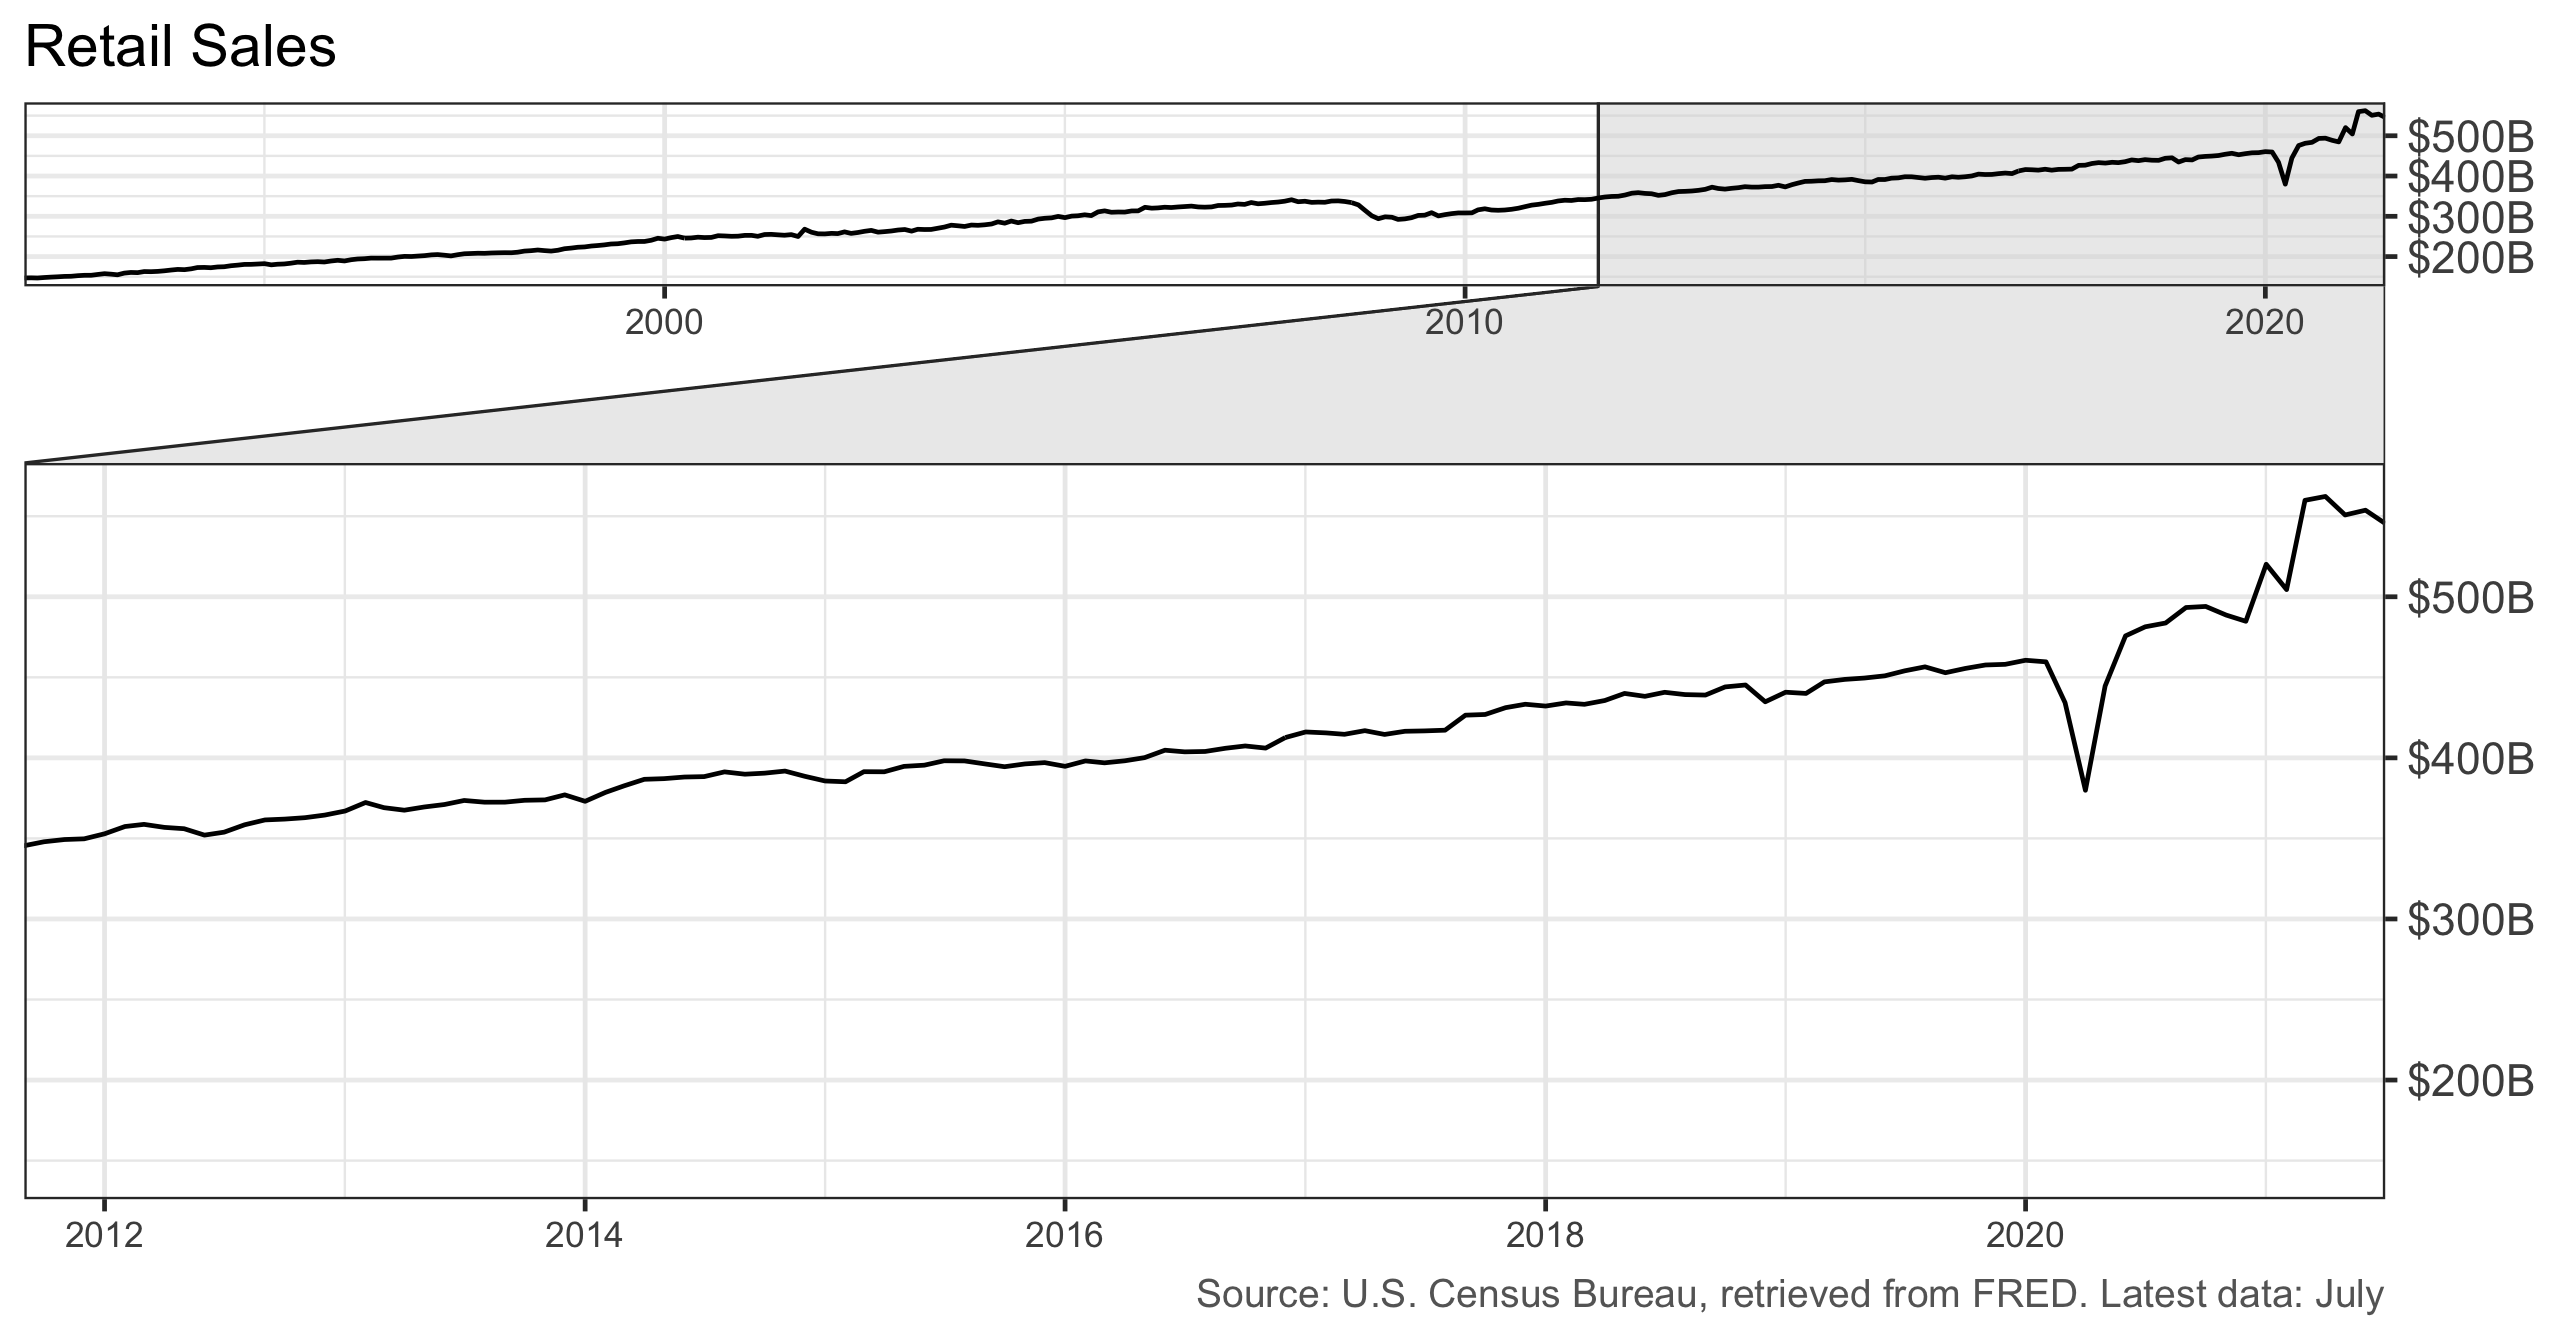 Retail Sales
$500B
$400B
$300B
$200B
2000 2010 2020
$500B
$400B
$300B
$200B
2012 2014 2016 2018 2020
Source: U.S. Census Bureau, retrieved from FRED. Latest data: July